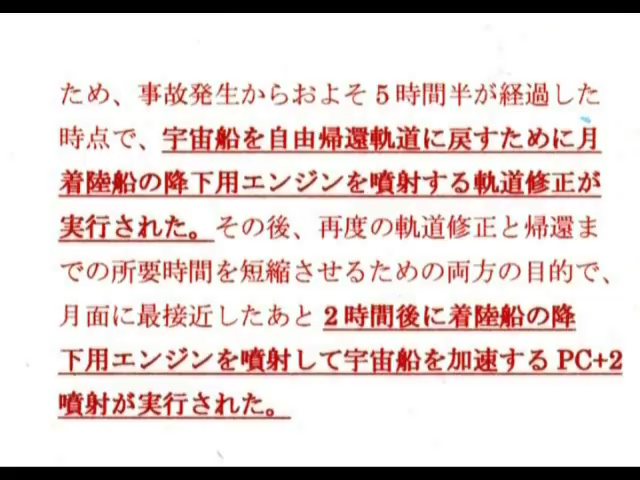 ため、事故発生からおよそ５時間半が経過した
時点で、宇宙船を自由帰還軌道に戻すために月
着陸船の降下用エンジンを噴射する軌道修正が
実行された。その後、再度の軌道修正と帰還ま
での所要時間を短縮させるための両方の目的で、
月面に最接近したあと２時間後に着陸船の降
下用エンジンを噴射して宇宙船を加速するPC+2
噴射が実行された。